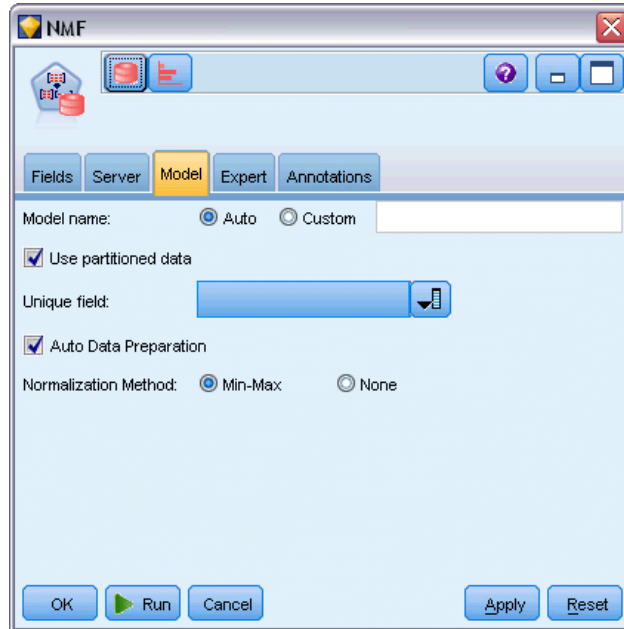 NMF
Fields Server Model Expert Annotations
Model name: Auto Custom
Use partitioned data
Unique field:
Auto Data Preparation
Normalization Method: Min-Max None
OK Run Cancel Apply Reset